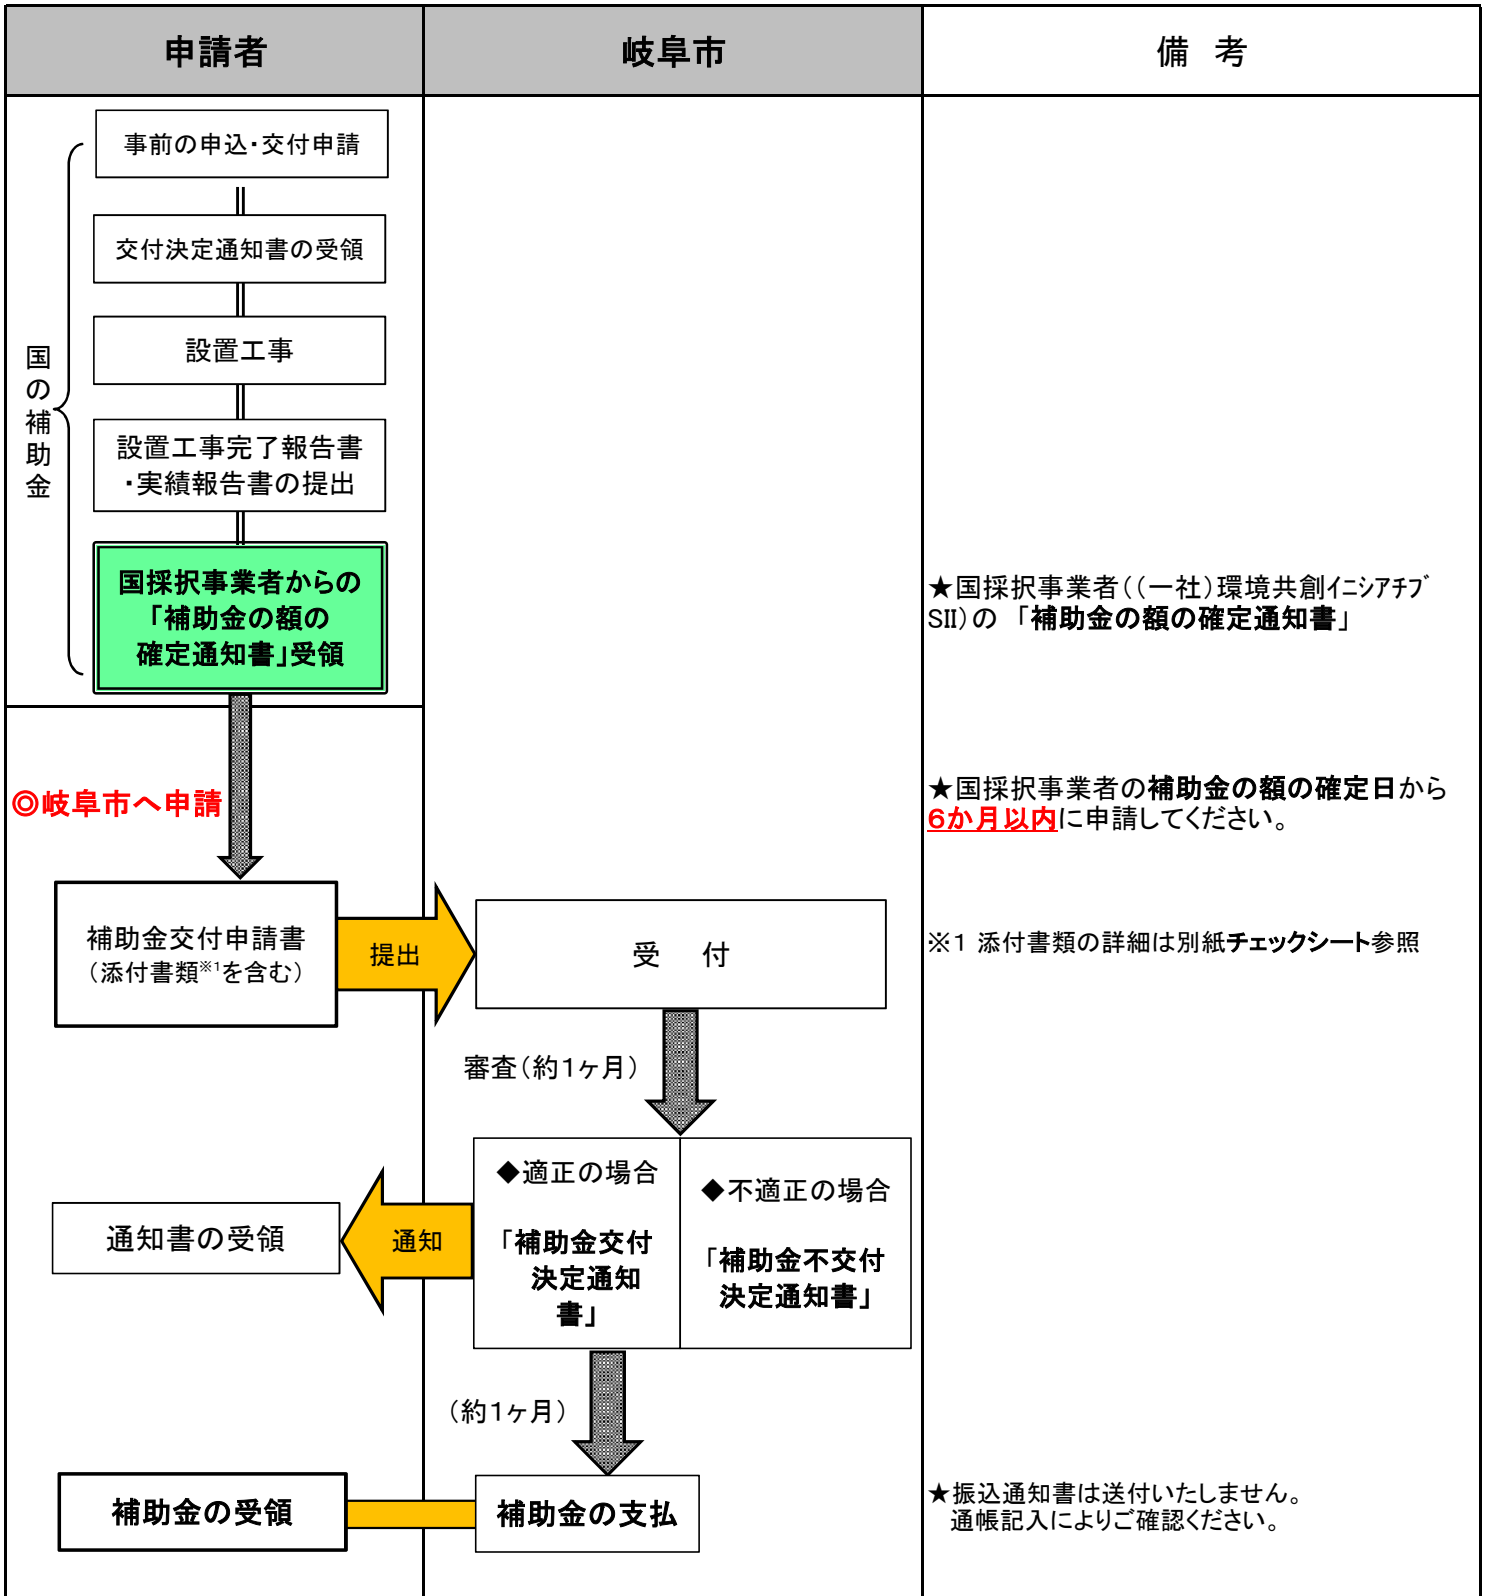 申請者
岐阜市
備 考
事前の申込・交付申請
交付決定通知書の受領
設置工事
設置工事完了報告書
・実績報告書の提出
国の補助金
国採択事業者からの
「補助金の額の
確定通知書」受領
★国採択事業者((一社)環境共創ｲﾆｼｱﾁﾌﾞ
SII)の 「補助金の額の確定通知書」
◎岐阜市へ申請
★国採択事業者の補助金の額の確定日から
6か月以内に申請してください。
補助金交付申請書
(添付書類※1を含む)
提出
受 付
※1 添付書類の詳細は別紙チェックシート参照
審査(約1ヶ月)
◆適正の場合
「補助金交付
決定通知
書」
◆不適正の場合
「補助金不交付
決定通知書」
通知
通知書の受領
(約1ヶ月)
補助金の受領
補助金の支払
★振込通知書は送付いたしません。
通帳記入によりご確認ください。